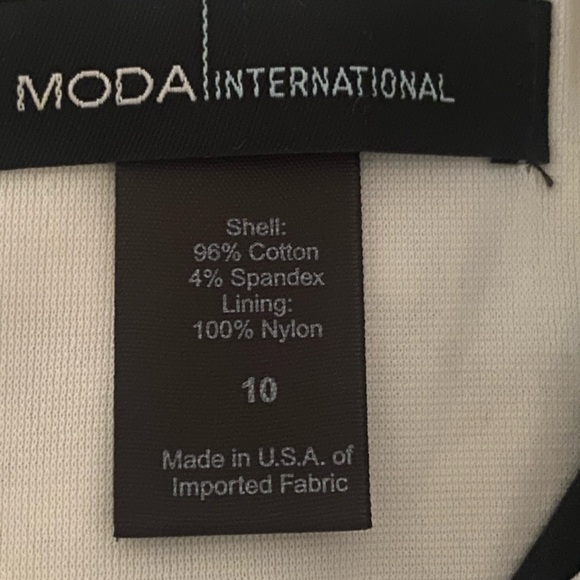 MODA INTERNATIONAL
Shell:
96% Cotton
4% Spandex
Lining:
100% Nylon
10
Made in U.S.A. of
Imported Fabric